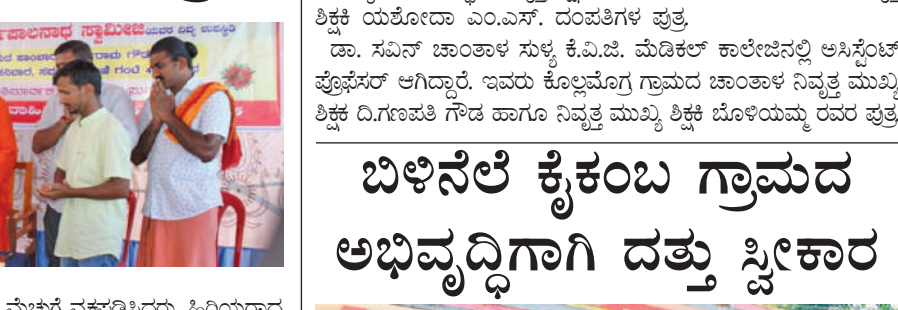 ಪಾಲನಾಥ ಸ್ವಾಮೀಜಿ
ಶಿಕ್ಷಕಿ ಯಶೋದಾ ಎಂ.ಎಸ್. ದಂಪತಿಗಳ ಪುತ್ರ.
ಡಾ. ಸವಿನ್ ಚಾಂತಾಳ ಸುಳ್ಯ ಕೆ.ವಿ.ಜಿ. ಮೆಡಿಕಲ್ ಕಾಲೇಜಿನಲ್ಲಿ ಅಸಿಸ್ಟೆಂಟ್
ಪ್ರೊಫೆಸರ್ ಆಗಿದ್ದಾರೆ. ಇವರು ಕೊಲ್ಲಮೊಗ್ರ ಗ್ರಾಮದ ಚಾಂತಾಳ ನಿವೃತ್ತ ಮುಖ್ಯ
ಶಿಕ್ಷಕ ದಿ.ಗಣಪತಿ ಗೌಡ ಹಾಗೂ ನಿವೃತ್ತ ಮುಖ್ಯ ಶಿಕ್ಷಕಿ ಬೊಳಿಯಮ್ಮ ರವರ ಪುತ್ರ
ಬಿಳಿನೆಲೆ ಕೈಕಂಬ ಗ್ರಾಮದ
ಅಭಿವೃದ್ಧಿಗಾಗಿ ದತ್ತು ಸ್ವೀಕಾರ